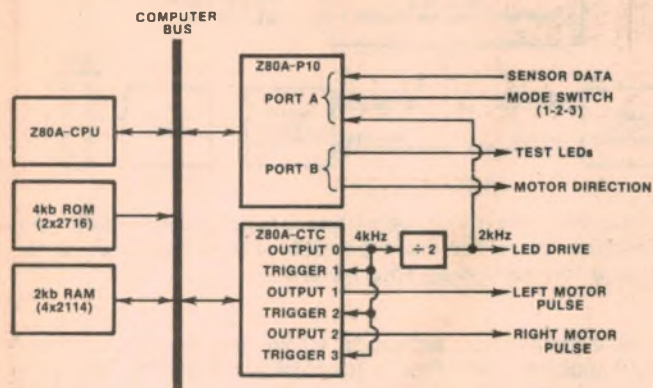 COMPUTER
BUS
Z80A-CPU
4kb ROM
(2x2716)
2kb RAM
(4x2114)
Z80A-P10
PORT A
PORT B
SENSOR DATA
MODE SWITCH
(1-2-3)
TEST LEDs
MOTOR DIRECTION
Z80A-CTC
OUTPUT 0
TRIGGER 1
OUTPUT 1
TRIGGER 2
OUTPUT 2
TRIGGER 3
4kHz
÷ 2
2kHz
LED DRIVE
LEFT MOTOR
PULSE
RIGHT MOTOR
PULSE